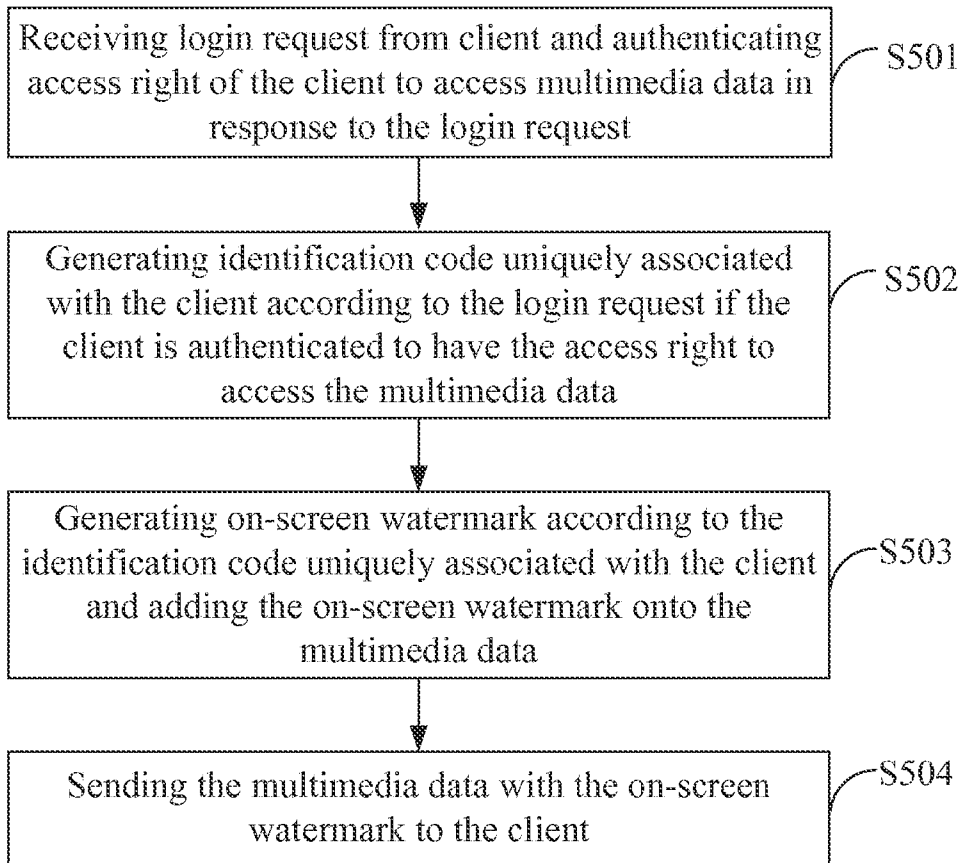 Receiving login request from client and authenticating
access right of the client to access multimedia data in
response to the login request
S501
Generating identification code uniquely associated
with the client according to the login request if the
client is authenticated to have the access right to
access the multimedia data
S502
Generating on-screen watermark according to the
identification code uniquely associated with the client
and adding the on-screen watermark onto the
multimedia data
S503
Sending the multimedia data with the on-screen
watermark to the client
S504